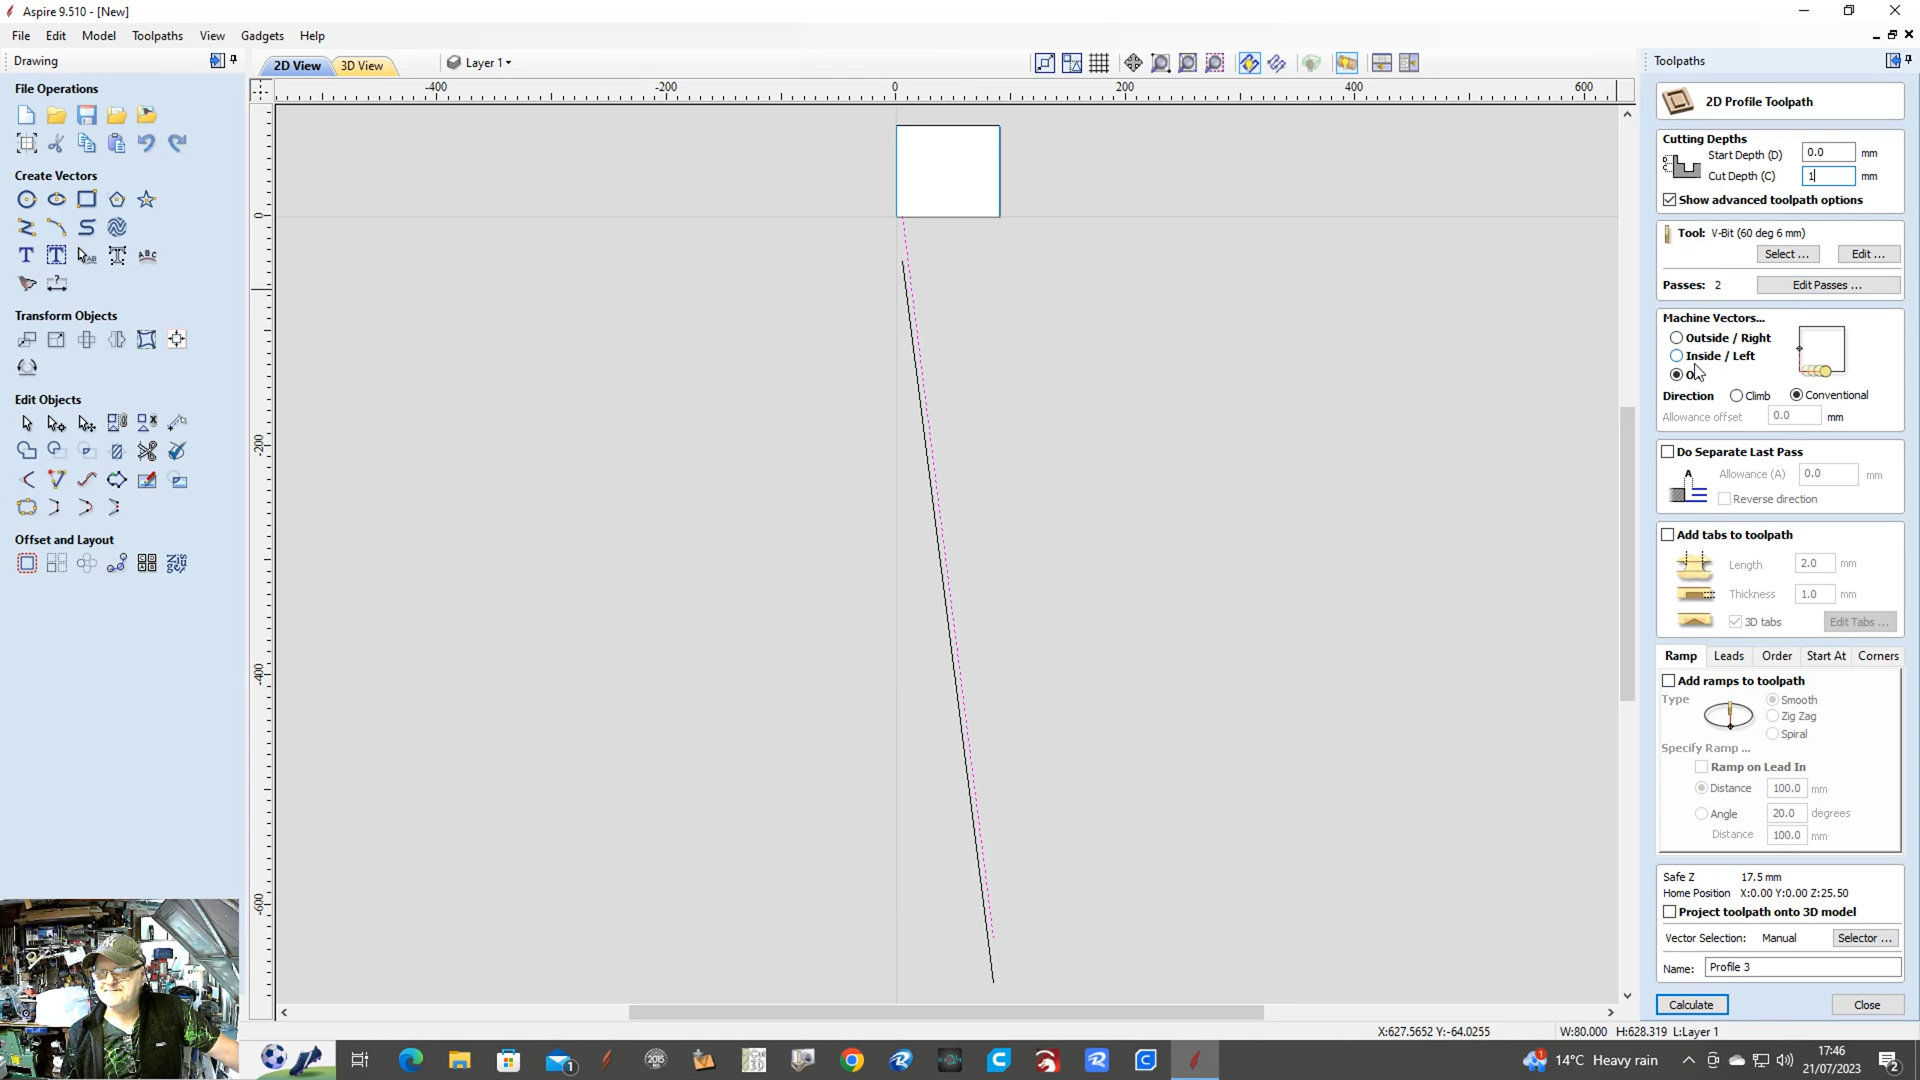 Aspire 9.510 - [New]
File Edit Model Toolpaths View Gadgets Help
Drawing
2D View 3D View Layer 1
Toolpaths
File Operations
Create Vectors
Transform Objects
Edit Objects
Offset and Layout
-400 -200 0 200 400 600
0
-200
-400
-600
2D Profile Toolpath
Cutting Depths
Start Depth (D) 0.0 mm
Cut Depth (C) 1 mm
Show advanced toolpath options
Tool: V-Bit (60 deg 6 mm)
Select ... Edit ...
Passes: 2 Edit Passes ...
Machine Vectors...
Outside / Right
Inside / Left
Direction Climb Conventional
Allowance offset 0.0 mm
Do Separate Last Pass
A Allowance (A) 0.0 mm
Reverse direction
Add tabs to toolpath
Length 2.0 mm
Thickness 1.0 mm
3D tabs Edit Tabs ...
Ramp Leads Order Start At Corners
Add ramps to toolpath
Type Smooth
Zig Zag
Spiral
Specify Ramp ...
Ramp on Lead In
Distance 100.0 mm
Angle 20.0 degrees
Distance 100.0 mm
Safe Z 17.5 mm
Home Position X:0.00 Y:0.00 Z:25.50
Project toolpath onto 3D model
Vector Selection: Manual Selector ...
Name: Profile 3
Calculate Close
X:627.5652 Y:-64.0255 W:80.000 H:628.319 L:Layer 1
14°C Heavy rain
17:46
21/07/2023